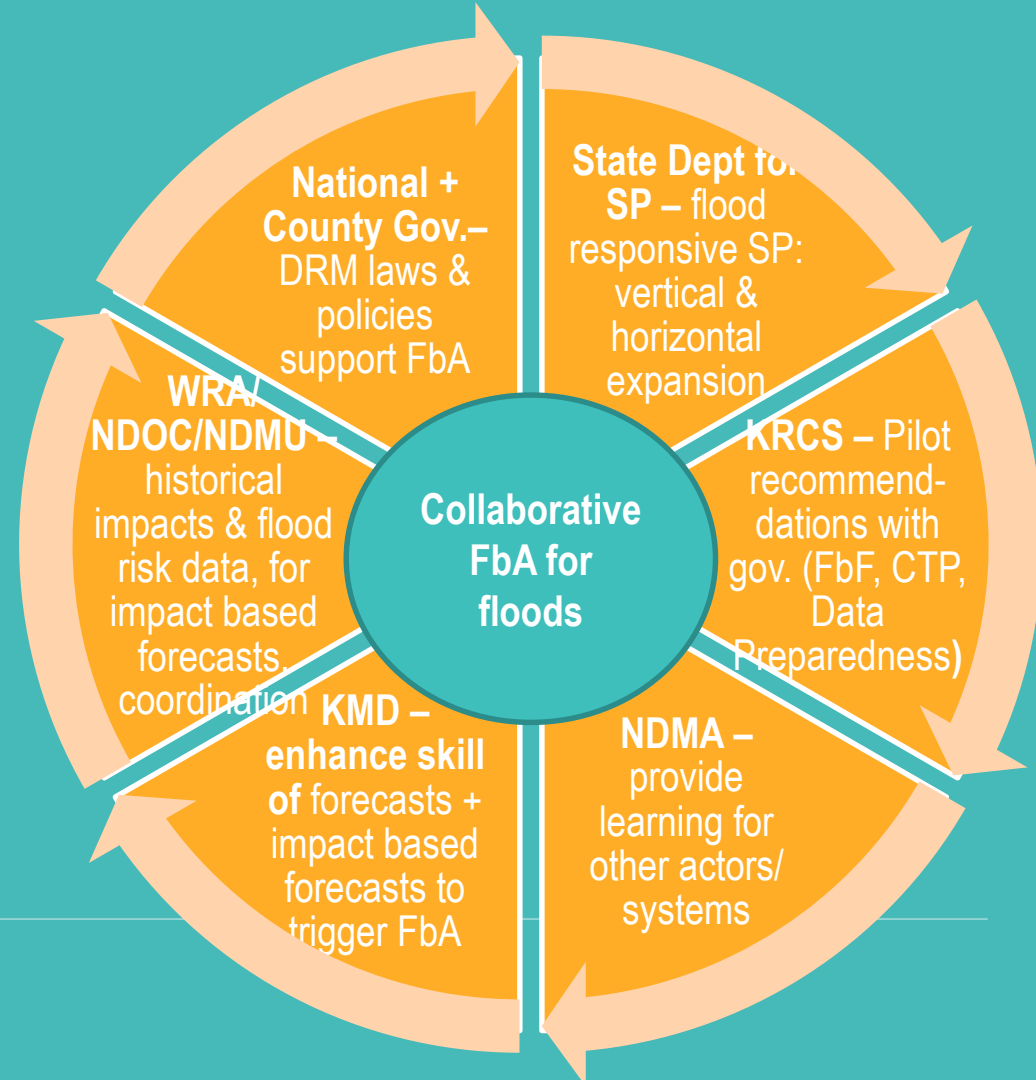 State Dept for
SP – flood
responsive SP:
vertical &
horizontal
expansion
KRCS – Pilot
recommend-
dations with
gov. (FbF, CTP,
Data
Preparedness)
NDMA –
provide
learning for
other actors/
systems
KMD –
enhance skill
of forecasts +
impact based
forecasts to
trigger FbA
WRA/
NDOC/NDMU –
historical
impacts & flood
risk data, for
impact based
forecasts,
coordination
National +
County Gov.–
DRM laws &
policies
support FbA
Collaborative
FbA for
floods